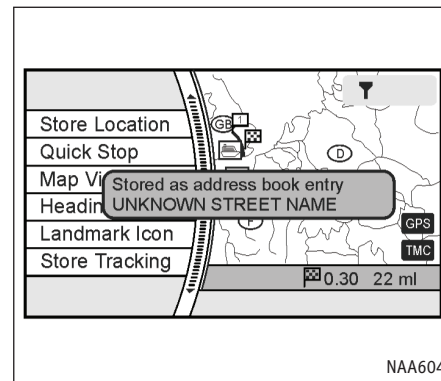 Store Location
Quick Stop
Map Vi
Headin
Landmark Icon
Store Tracking
Stored as address book entry
UNKNOWN STREET NAME
GB
1
D
F
GPS
TMC
0.30 22 ml
NAA604